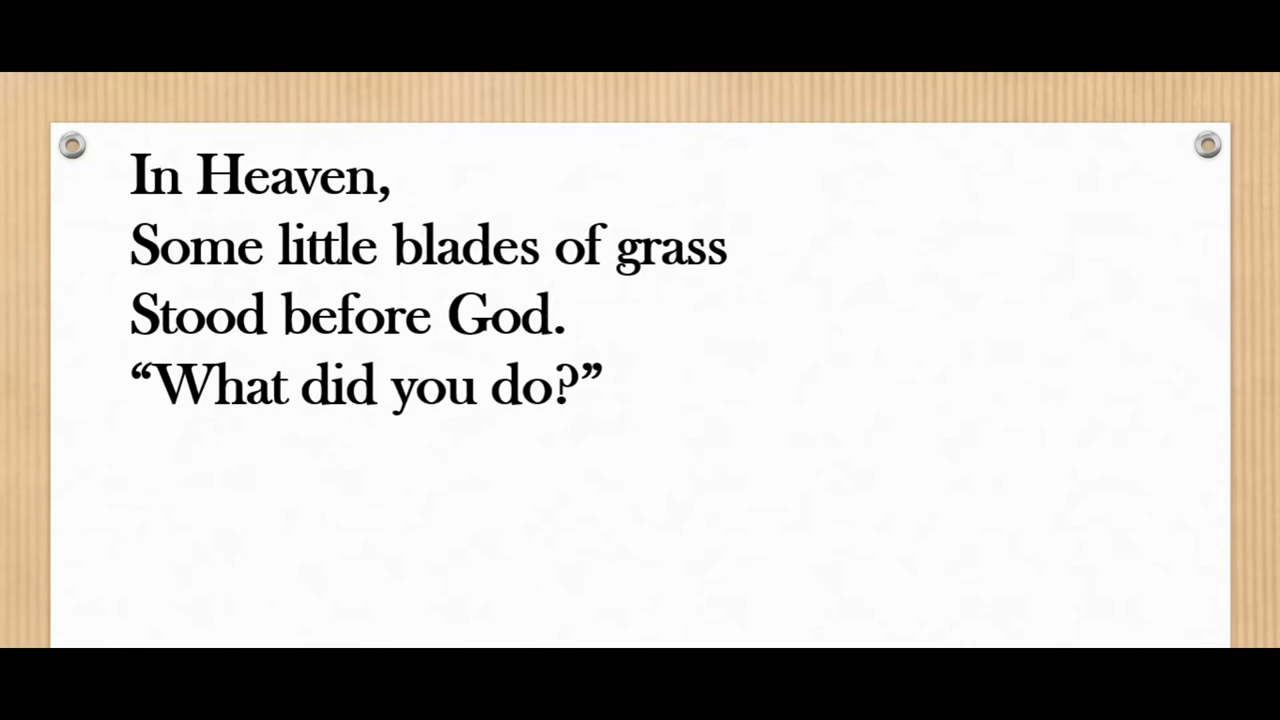 In Heaven,
Some little blades of grass
Stood before God.
“What did you do?”